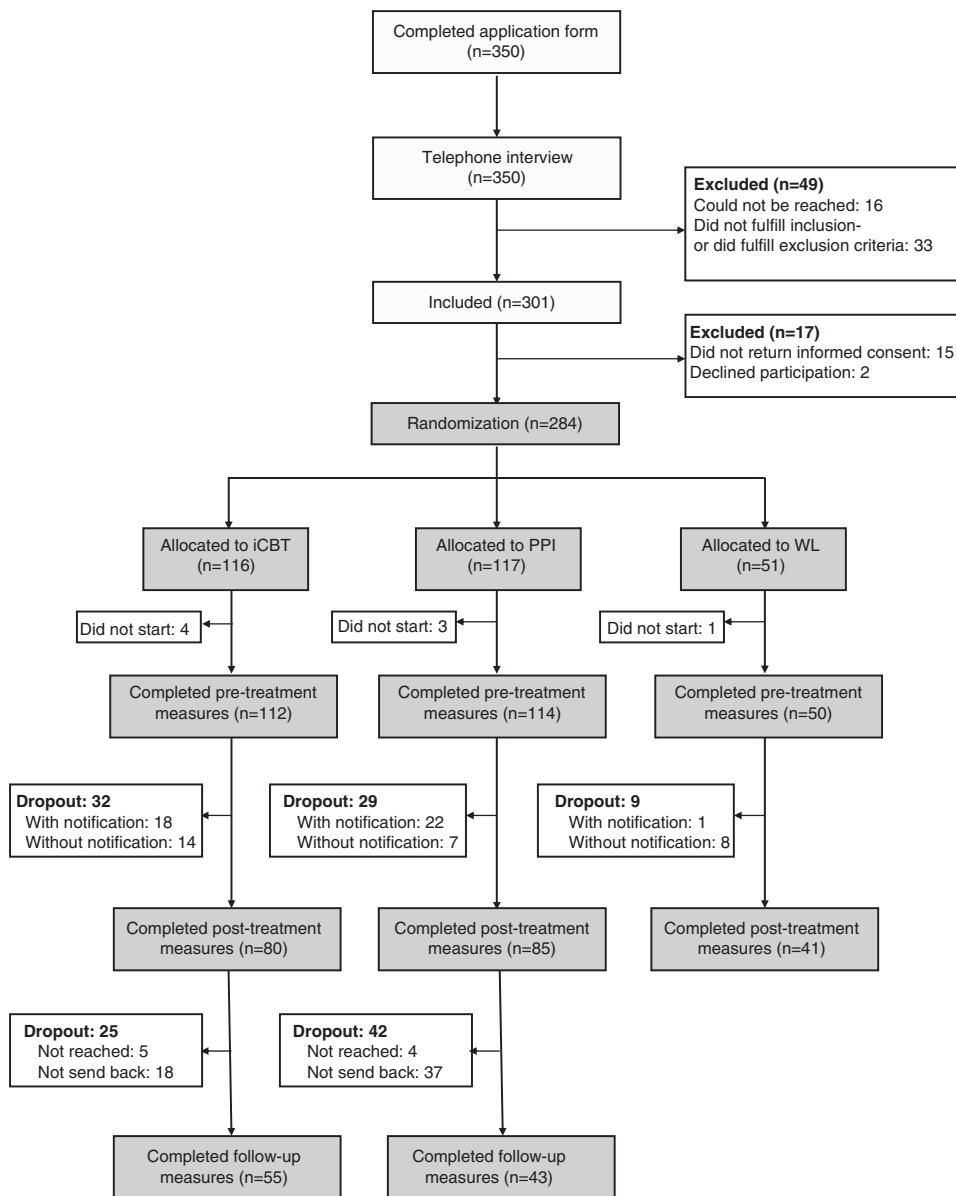 Completed application form
(n=350)
Telephone interview
(n=350)
Excluded (n=49)
Could not be reached: 16
Did not fulfill inclusion-
or did fulfill exclusion criteria: 33
Included (n=301)
Excluded (n=17)
Did not return informed consent: 15
Declined participation: 2
Randomization (n=284)
Allocated to iCBT
(n=116)
Allocated to PPI
(n=117)
Allocated to WL
(n=51)
Did not start: 4
Did not start: 3
Did not start: 1
Completed pre-treatment
measures (n=112)
Completed pre-treatment
measures (n=114)
Completed pre-treatment
measures (n=50)
Dropout: 32
With notification: 18
Without notification: 14
Dropout: 29
With notification: 22
Without notification: 7
Dropout: 9
With notification: 1
Without notification: 8
Completed post-treatment
measures (n=80)
Completed post-treatment
measures (n=85)
Completed post-treatment
measures (n=41)
Dropout: 25
Not reached: 5
Not send back: 18
Dropout: 42
Not reached: 4
Not send back: 37
Completed follow-up
measures (n=55)
Completed follow-up
measures (n=43)